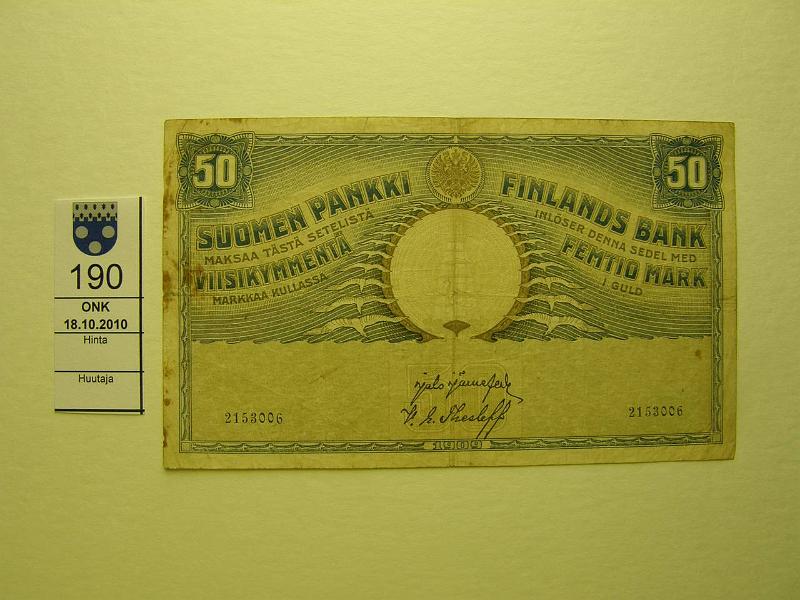 190
ONK
18.10.2010
Hinta
Huutaja
50
50
SUOMEN PANKKI
MAKSAA TÄSTÄ SETELISTÄ
VIISIKYMMENTÄ
MARKKAA KULLASSA
FINLANDS BANK
INLÖSER DENNA SEDEL MED
FEMTIO MARK
I GULD
2153006
2153006
1909